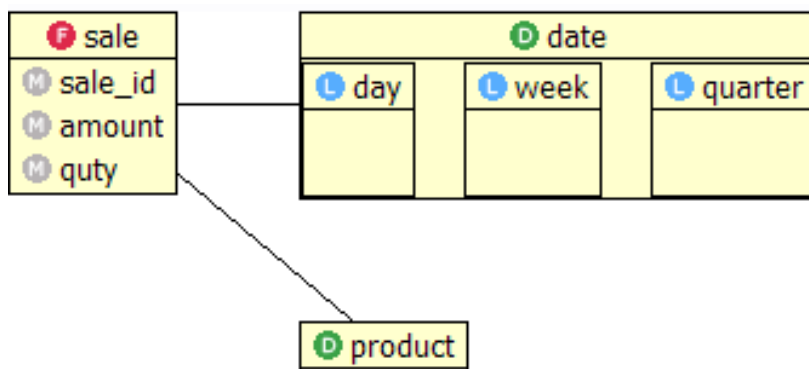 F sale
M sale_id
M amount
M quty
D date
L day
L week
L quarter
D product